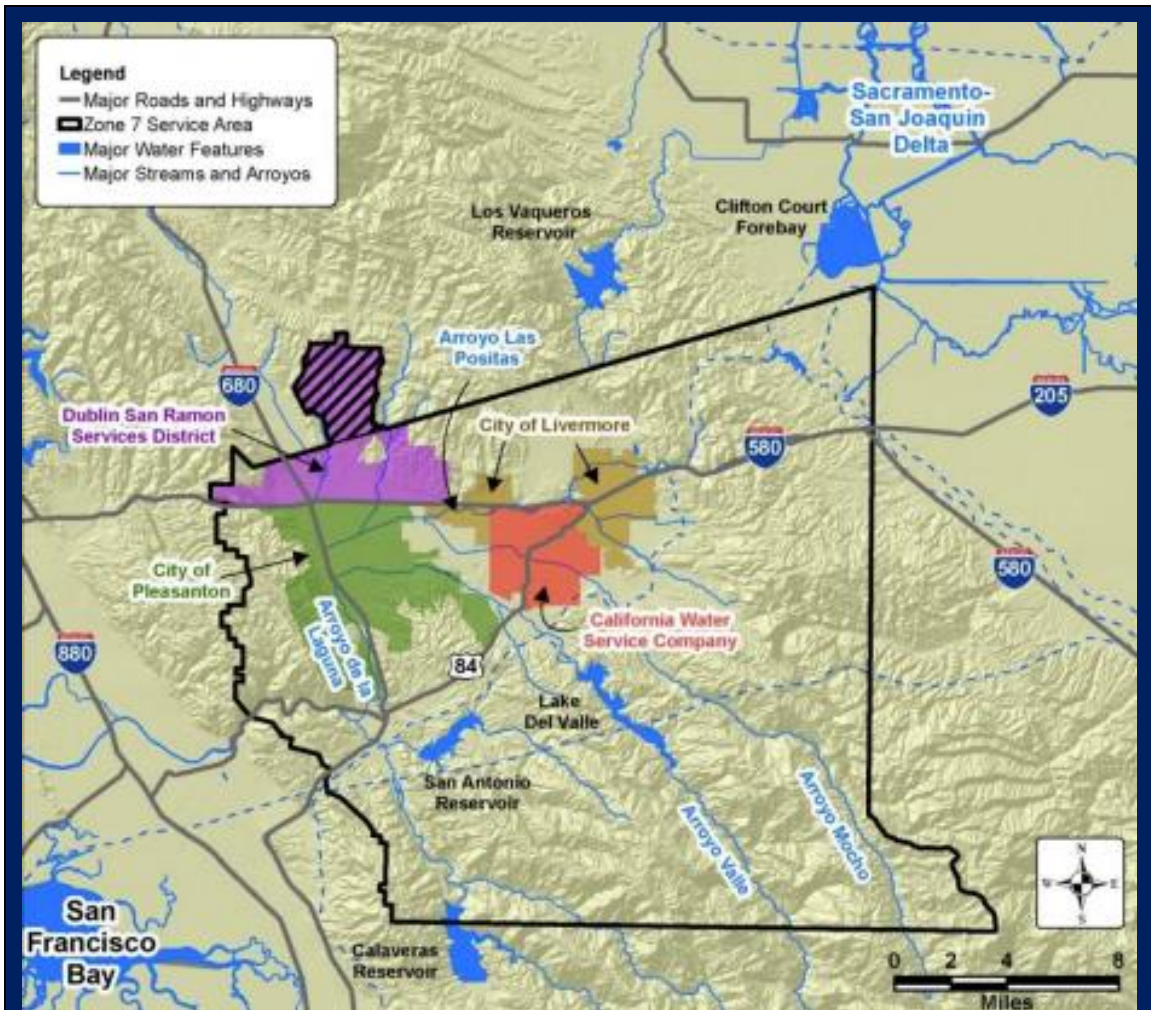 Legend
Major Roads and Highways
Zone 7 Service Area
Major Water Features
Major Streams and Arroyos
Sacramento-
San Joaquin
Delta
Los Vaqueros
Reservoir
Clifton Court
Forebay
Arroyo Las
Positas
680
205
Dublin San Ramon
Services District
City of Livermore
580
City of
Pleasanton
580
Arroyo de la
Laguna
California Water
Service Company
880
84
Lake
Del Valle
San Antonio
Reservoir
Arroyo Valle
Arroyo Mocho
N
W E
S
San
Francisco
Bay
Calaveras
Reservoir
0 2 4 8
Miles